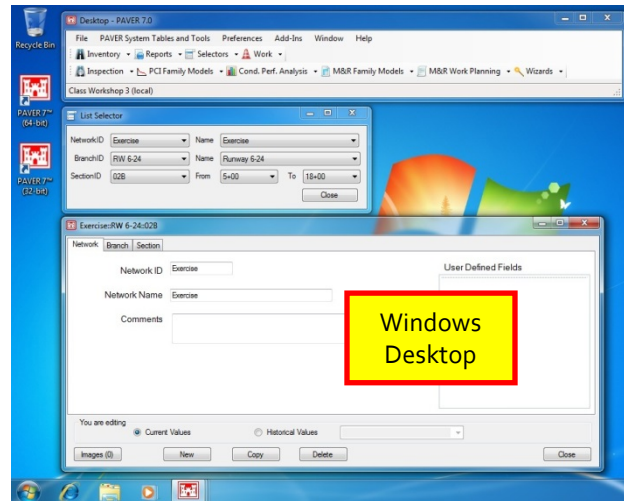 Recycle Bin
PAVER 7™
(64-bit)
PAVER 7™
(32-bit)
Desktop - PAVER 7.0
File PAVER System Tables and Tools Preferences Add-Ins Window Help
Inventory Reports Selectors Work
Inspection PCI Family Models Cond. Perf. Analysis M&R Family Models M&R Work Planning Wizards
Class Workshop 3 (local)
List Selector
NetworkID Exercise Name Exercise
BranchID RW 6-24 Name Runway 6-24
SectionID 02B From 5+00 To 18+00
Close
Exercise:RW 6-24:02B
Network Branch Section
Network ID Exercise User Defined Fields
Network Name Exercise
Comments
Windows
Desktop
You are editing
Current Values Historical Values
Images (0) New Copy Delete Close